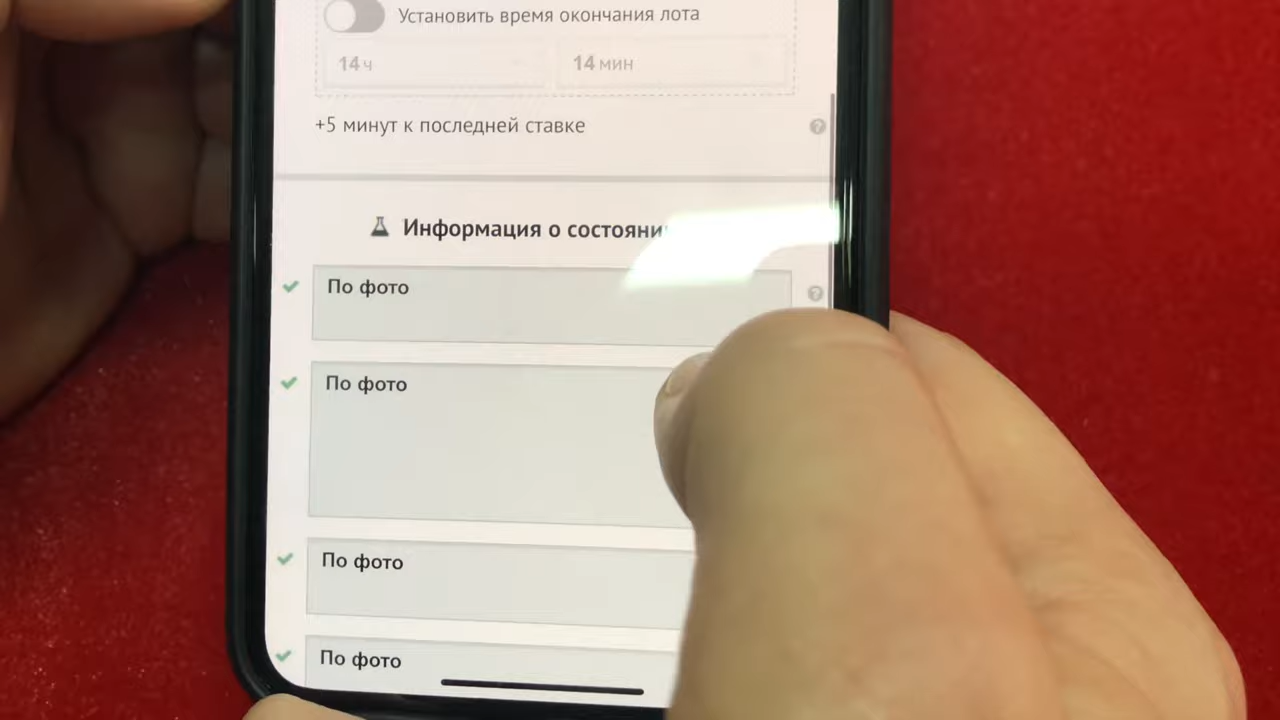 Установить время окончания лота
14 ч 14 мин
+5 минут к последней ставке
Информация о
По фото
По фото
По фото
По фото